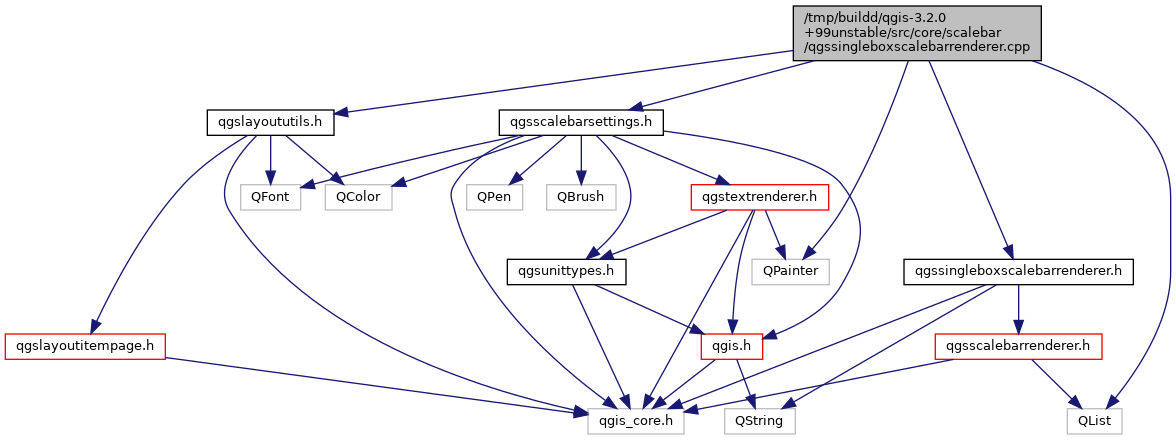 /tmp/buildd/qgis-3.2.0
+99unstable/src/core/scalebar
/qgssingleboxscalebarrenderer.cpp
qgslayoututils.h
qgsscalebarsettings.h
QFont
QColor
QPen
QBrush
qgstextrenderer.h
qgsunittypes.h
QPainter
qgssingleboxscalebarrenderer.h
qgslayoutitempage.h
qgis.h
qgsscalebarrenderer.h
qgis_core.h
QString
QList